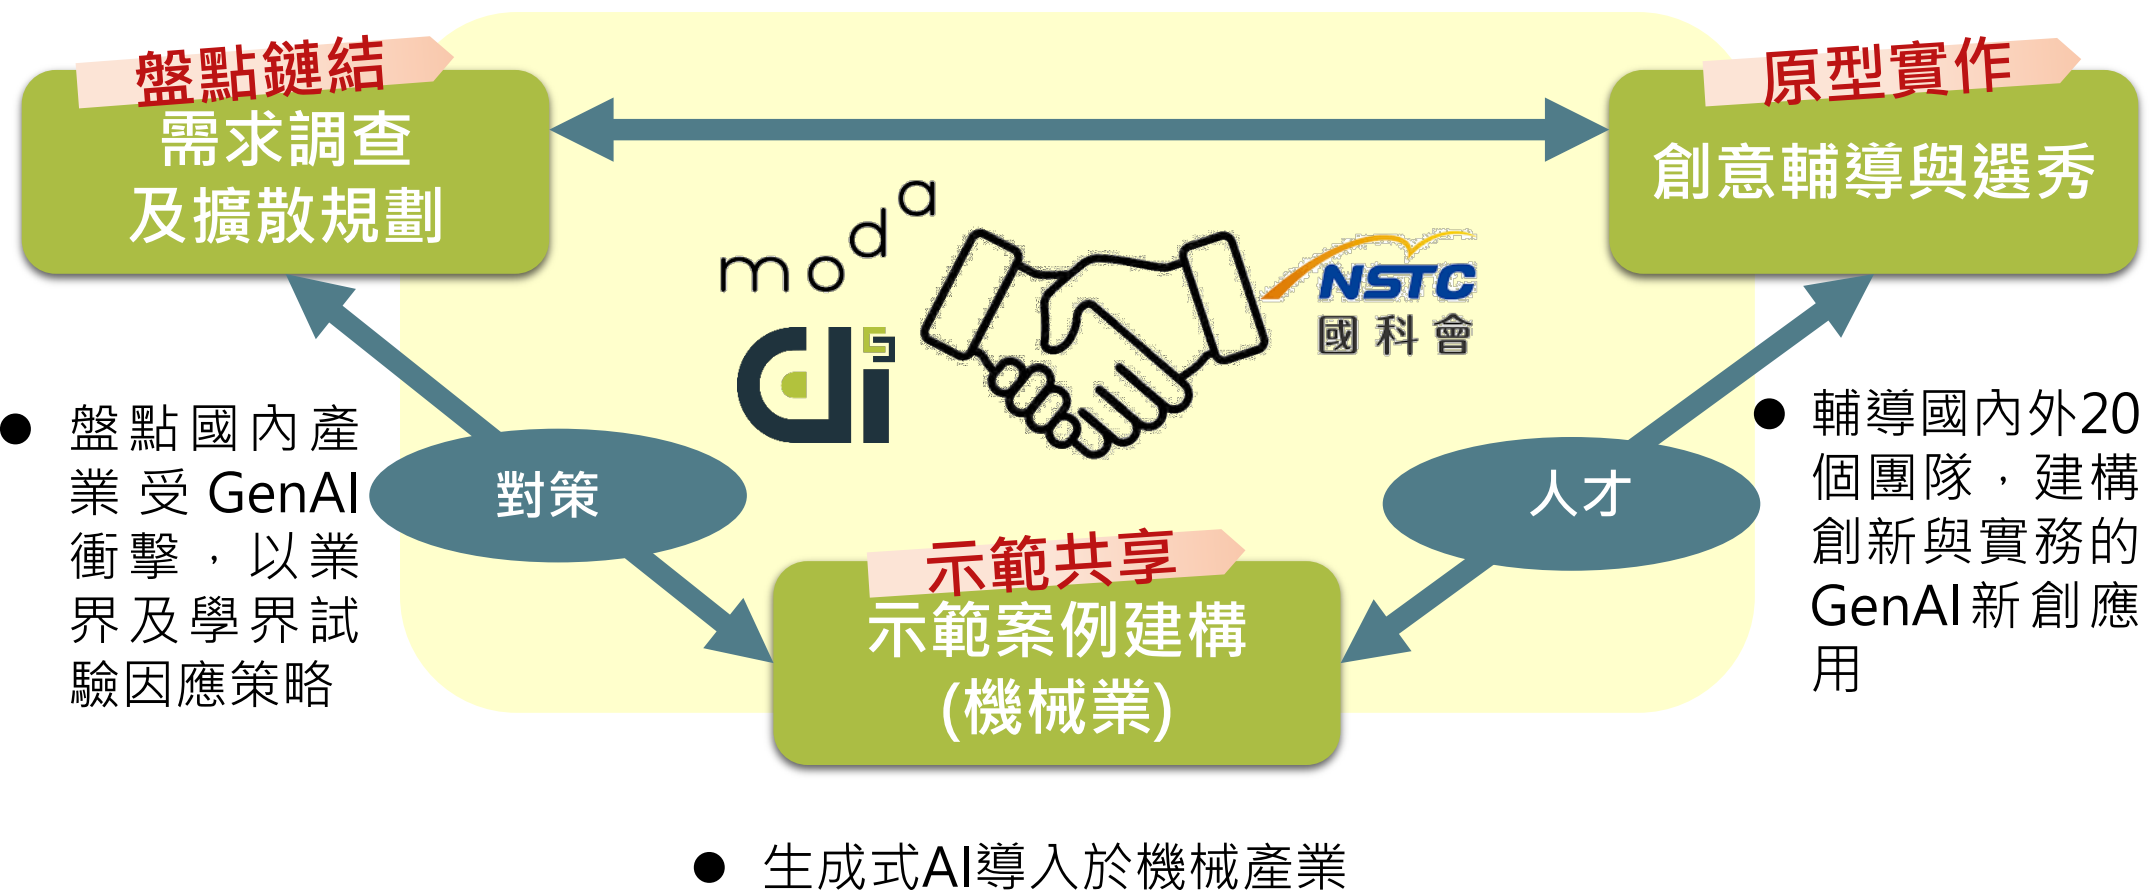 盤點鏈結
需求調查
及擴散規劃
原型實作
創意輔導與選秀
moda
di
NSTC
國科會
● 盤點國內產
業受GenAI
衝擊，以業
界及學界試
驗因應策略
對策
人才
● 輔導國內外20
個團隊，建構
創新與實務的
GenAI新創應
用
示範共享
示範案例建構
(機械業)
● 生成式AI導入於機械產業